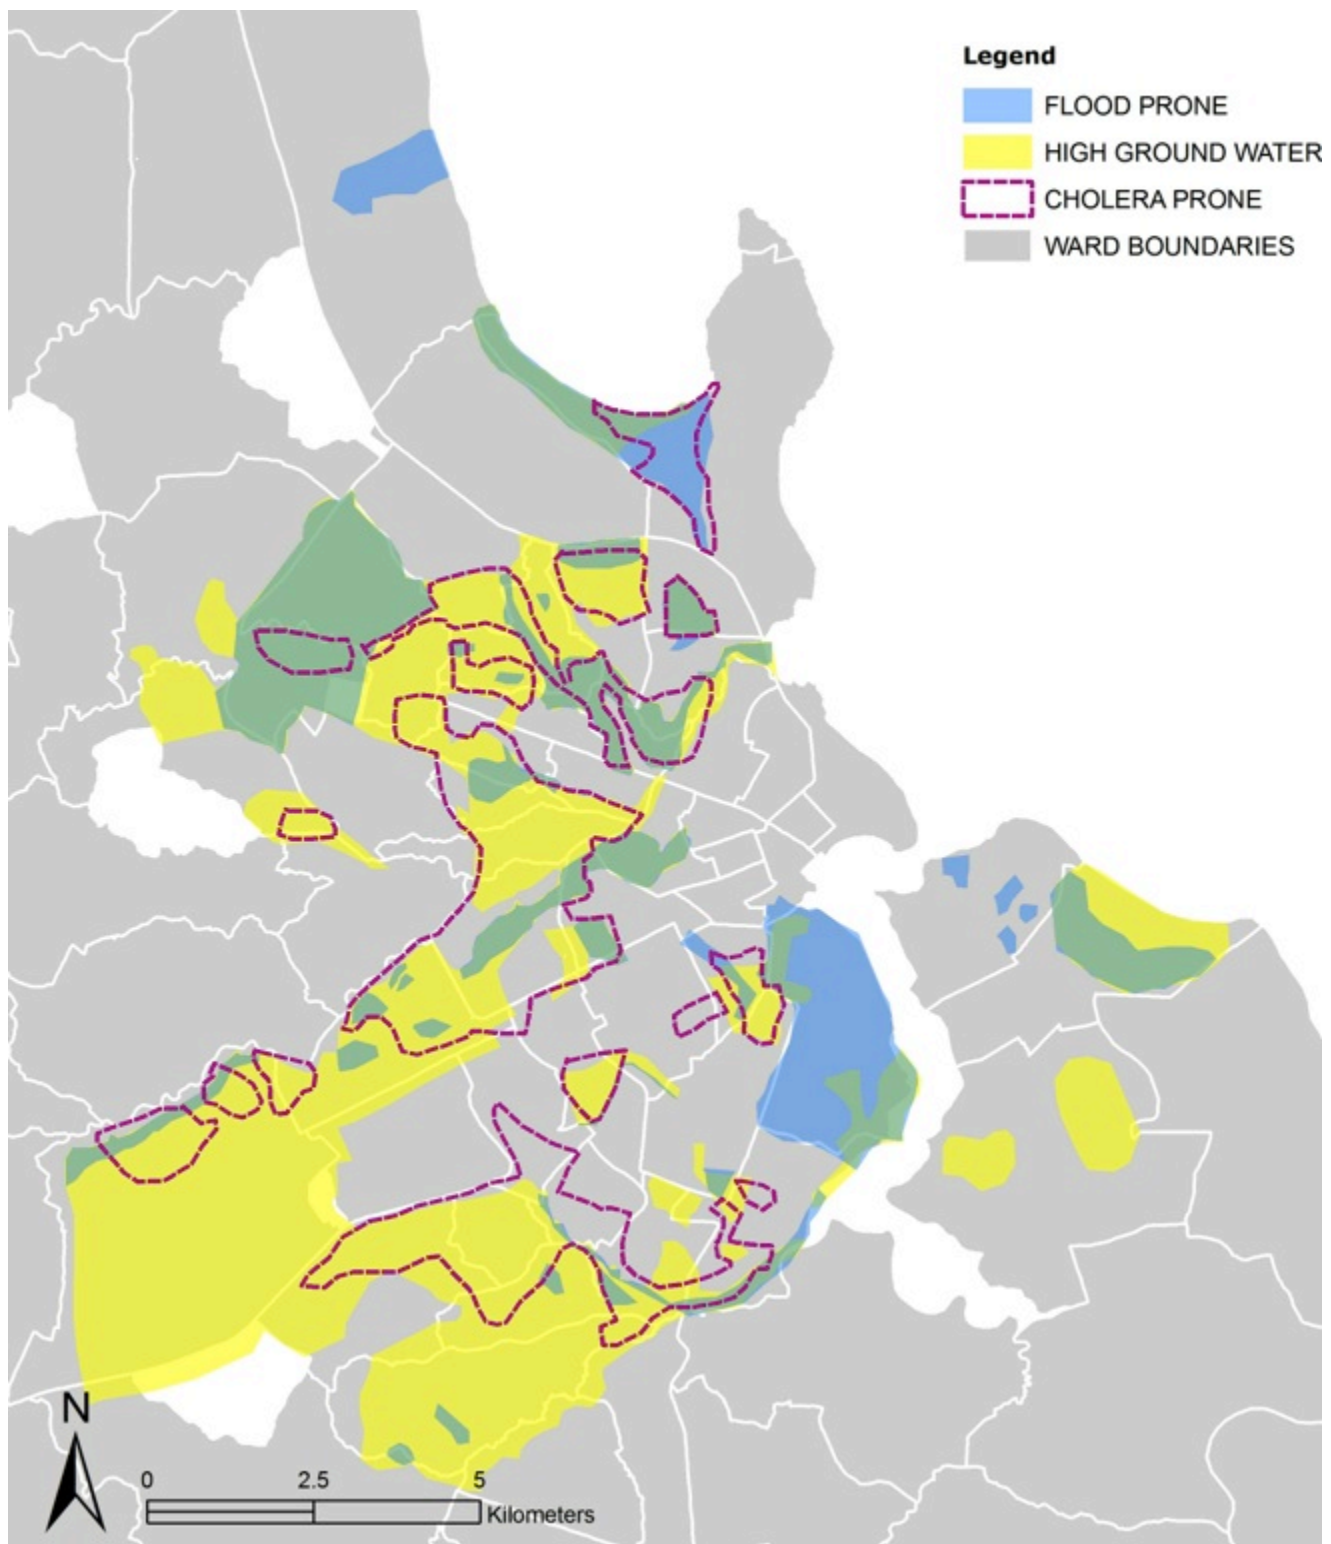 Legend
FLOOD PRONE
HIGH GROUND WATER
CHOLERA PRONE
WARD BOUNDARIES
N
0 2.5 5
Kilometers